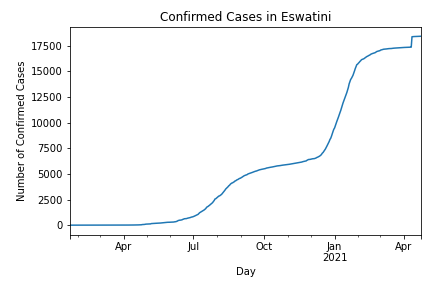 Confirmed Cases in Eswatini
17500
15000
12500
10000
7500
5000
2500
0
Number of Confirmed Cases
Apr Jul Oct Jan Apr
2021
Day